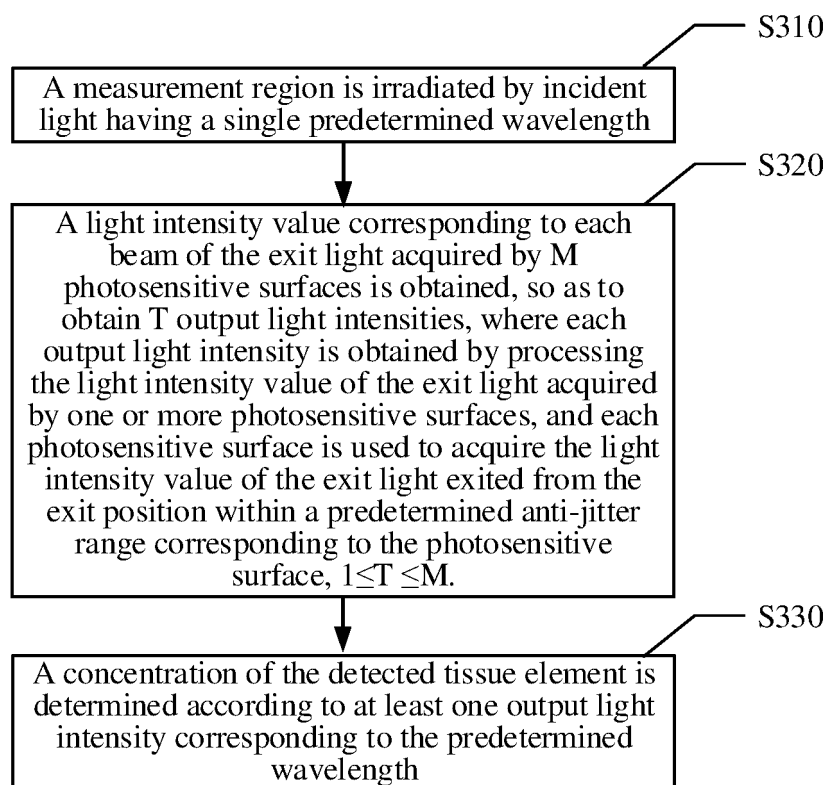 S310
A measurement region is irradiated by incident
light having a single predetermined wavelength
S320
A light intensity value corresponding to each
beam of the exit light acquired by M
photosensitive surfaces is obtained, so as to
obtain T output light intensities, where each
output light intensity is obtained by processing
the light intensity value of the exit light acquired
by one or more photosensitive surfaces, and each
photosensitive surface is used to acquire the light
intensity value of the exit light exited from the
exit position within a predetermined anti-jitter
range corresponding to the photosensitive
surface, 1≤T ≤M.
S330
A concentration of the detected tissue element is
determined according to at least one output light
intensity corresponding to the predetermined
wavelength